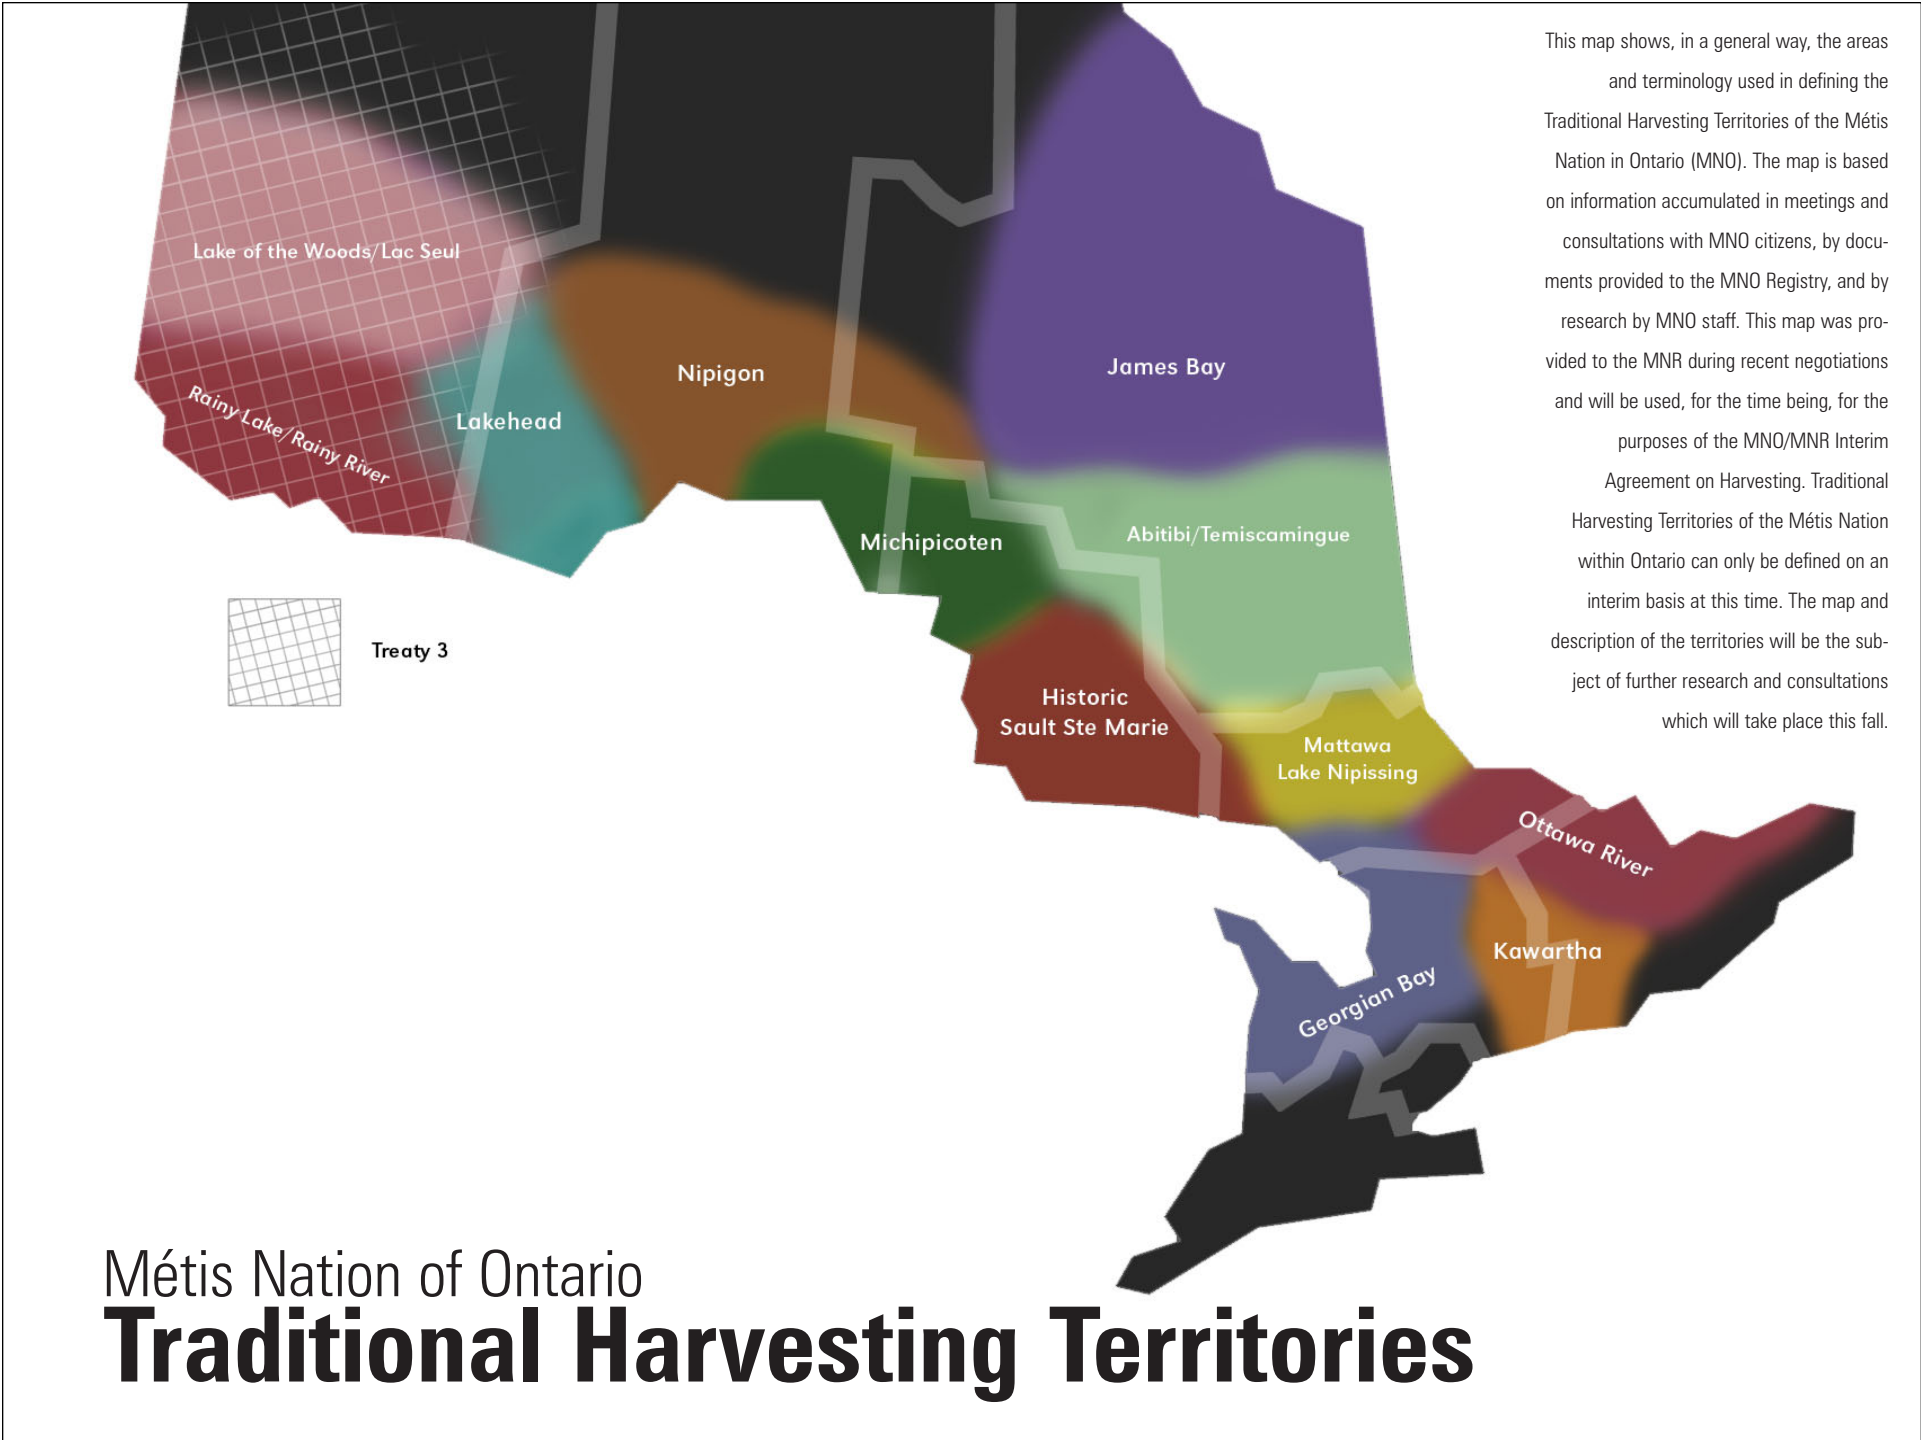 This map shows, in a general way, the areas
and terminology used in defining the
Traditional Harvesting Territories of the Métis
Nation in Ontario (MNO). The map is based
on information accumulated in meetings and
consultations with MNO citizens, by docu-
ments provided to the MNO Registry, and by
research by MNO staff. This map was pro-
vided to the MNR during recent negotiations
and will be used, for the time being, for the
purposes of the MNO/MNR Interim
Agreement on Harvesting. Traditional
Harvesting Territories of the Métis Nation
within Ontario can only be defined on an
interim basis at this time. The map and
description of the territories will be the sub-
ject of further research and consultations
which will take place this fall.
Lake of the Woods/Lac Seul
Rainy Lake/Rainy River
Lakehead
Nipigon
James Bay
Michipicoten
Abitibi/Temiscamingue
Treaty 3
Historic
Sault Ste Marie
Mattawa
Lake Nipissing
Ottawa River
Kawartha
Georgian Bay
Métis Nation of Ontario
Traditional Harvesting Territories